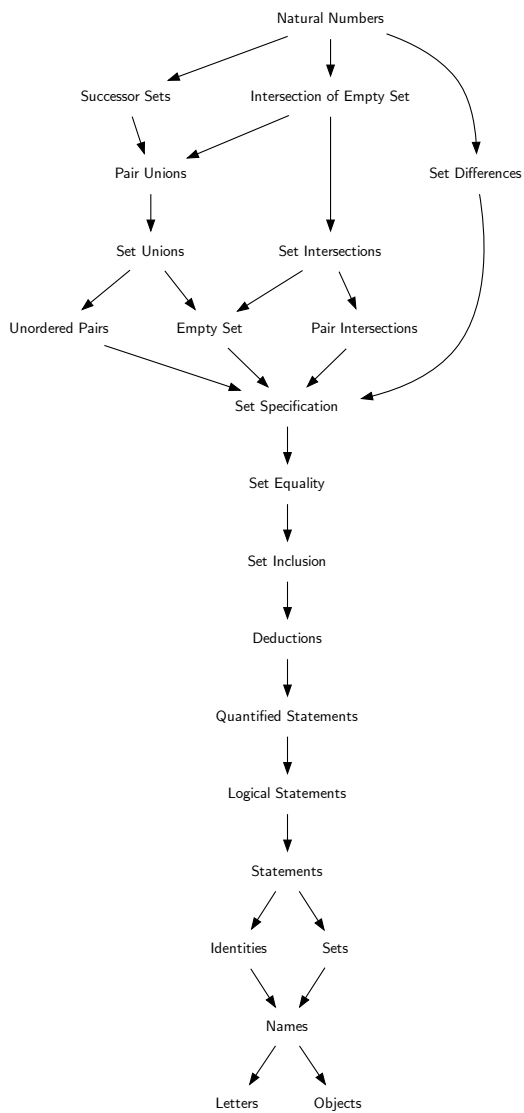 Natural Numbers
Successor Sets
Intersection of Empty Set
Pair Unions
Set Differences
Set Unions
Set Intersections
Unordered Pairs
Empty Set
Pair Intersections
Set Specification
Set Equality
Set Inclusion
Deductions
Quantified Statements
Logical Statements
Statements
Identities
Sets
Names
Letters
Objects